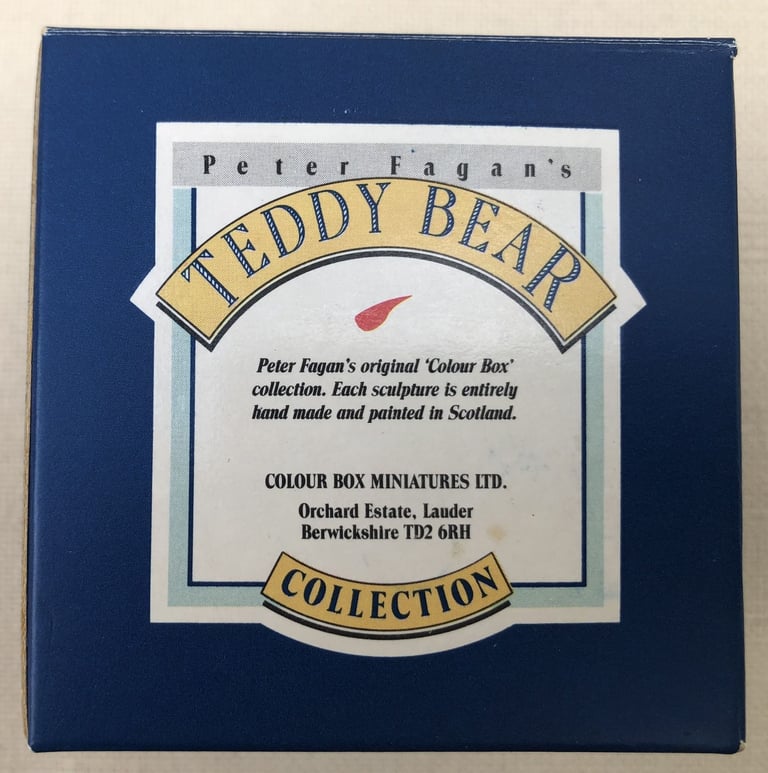 Peter Fagan's
TEDDY BEAR
Peter Fagan's original 'Colour Box'
collection. Each sculpture is entirely
hand made and painted in Scotland.
COLOUR BOX MINIATURES LTD.
Orchard Estate, Lauder
Berwickshire TD2 6RH
COLLECTION